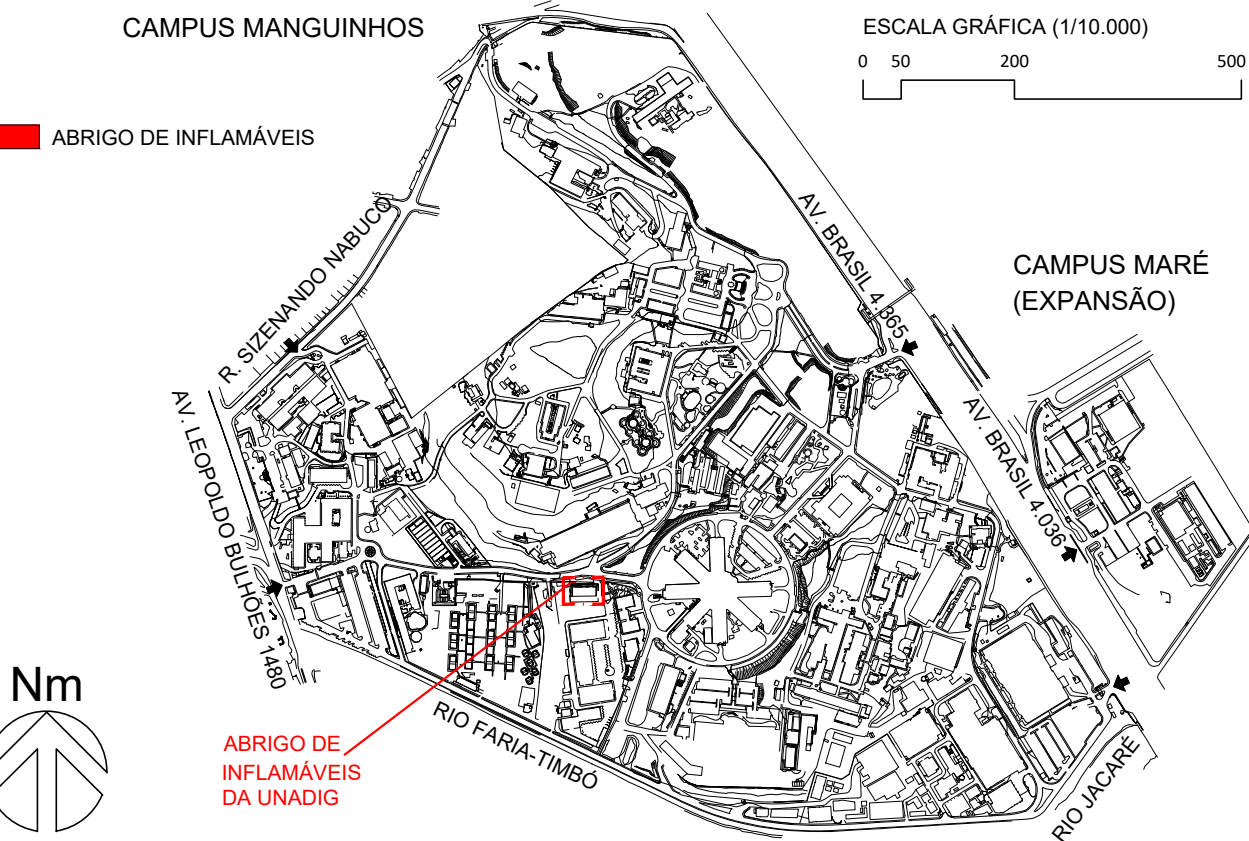 CAMPUS MANGUINHOS
ESCALA GRÁFICA (1/10.000)
0 50 200 500
ABRIGO DE INFLAMÁVEIS
R. SIZENANDO NABUCO
AV. BRASIL 4.365
CAMPUS MARÉ
(EXPANSÃO)
AV. LEOPOLDO BULHÕES 1480
AV. BRASIL 4.036
Nm
ABRIGO DE
INFLAMÁVEIS
DA UNADIG
RIO FARIA-TIMBÓ
RIO JACARÉ